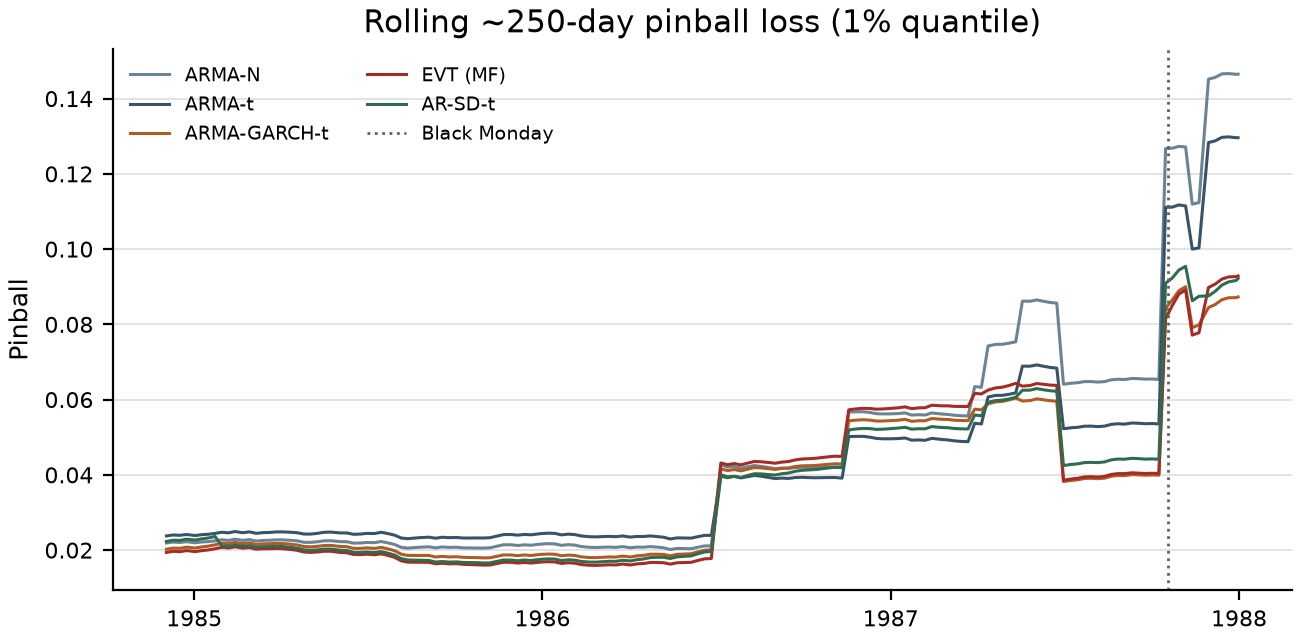 Rolling ~250-day pinball loss (1% quantile)
ARMA-N
ARMA-t
ARMA-GARCH-t
EVT (MF)
AR-SD-t
Black Monday
Pinball
0.14
0.12
0.10
0.08
0.06
0.04
0.02
1985
1986
1987
1988